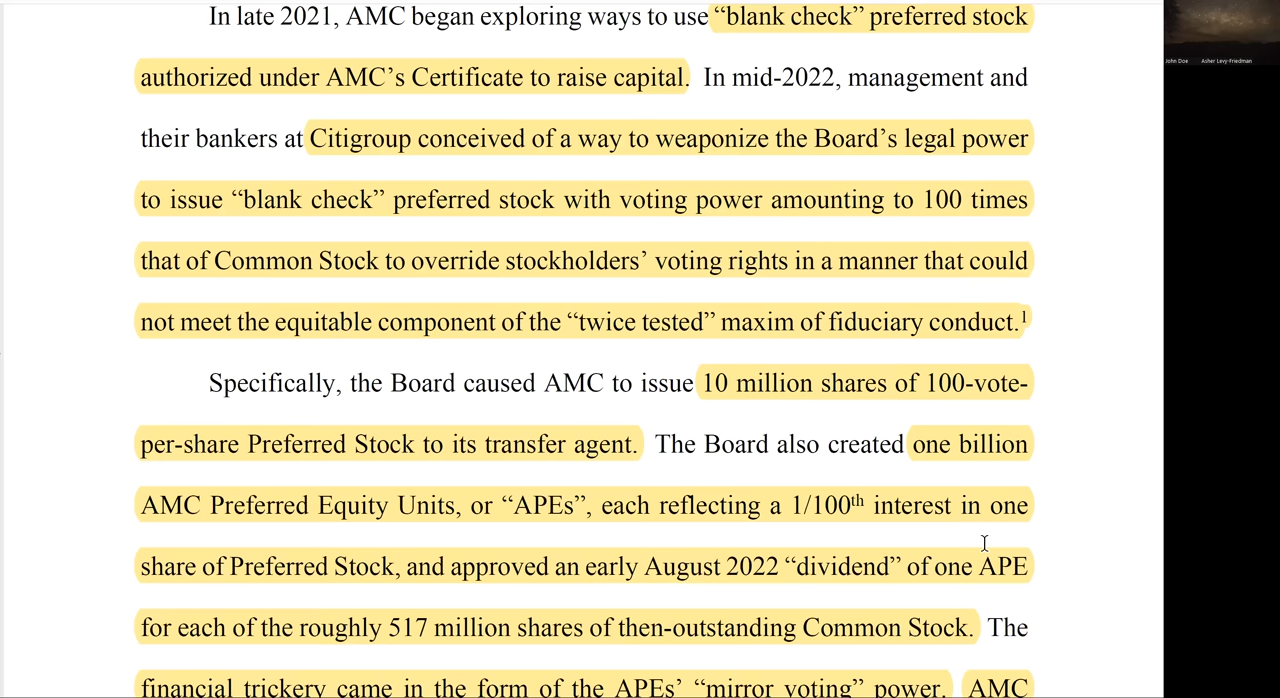 In late 2021, AMC began exploring ways to use “blank check” preferred stock
authorized under AMC’s Certificate to raise capital. In mid-2022, management and
their bankers at Citigroup conceived of a way to weaponize the Board’s legal power
to issue “blank check” preferred stock with voting power amounting to 100 times
that of Common Stock to override stockholders’ voting rights in a manner that could
not meet the equitable component of the “twice tested” maxim of fiduciary conduct.¹
Specifically, the Board caused AMC to issue 10 million shares of 100-vote-
per-share Preferred Stock to its transfer agent. The Board also created one billion
AMC Preferred Equity Units, or “APEs”, each reflecting a 1/100th interest in one
share of Preferred Stock, and approved an early August 2022 “dividend” of one APE
for each of the roughly 517 million shares of then-outstanding Common Stock. The
financial trickery came in the form of the APEs’ “mirror voting” power. AMC
John Doe
Asher Levy-Friedman